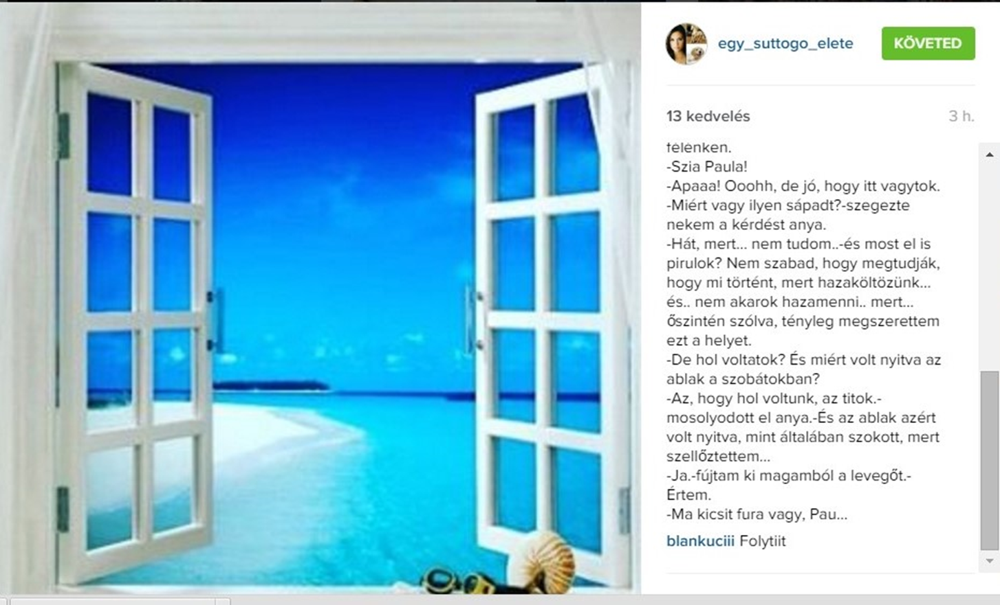 egy_suttogo_elete
KÖVETED
13 kedvelés
3 h.
félénken.
-Szia Paula!
-Apaaa! Ooohh, de jó, hogy itt vagytok.
-Miért vagy ilyen sápadt?-szegezte
nekem a kérdést anya.
-Hát, mert... nem tudom..-és most el is
pirulok? Nem szabad, hogy megtudják,
hogy mi történt, mert hazaköltözünk...
és.. nem akarok hazamenni.. mert...
őszintén szólva, tényleg megszerettem
ezt a helyet.
-De hol voltatok? És miért volt nyitva az
ablak a szobátokban?
-Az, hogy hol voltunk, az titok.-
mosolyodott el anya.-És az ablak azért
volt nyitva, mint általában szokott, mert
szellőztettem...
-Ja.-fújtam ki magamból a levegőt.-
Értem.
-Ma kicsit fura vagy, Pau...
blankuciii Folytiit